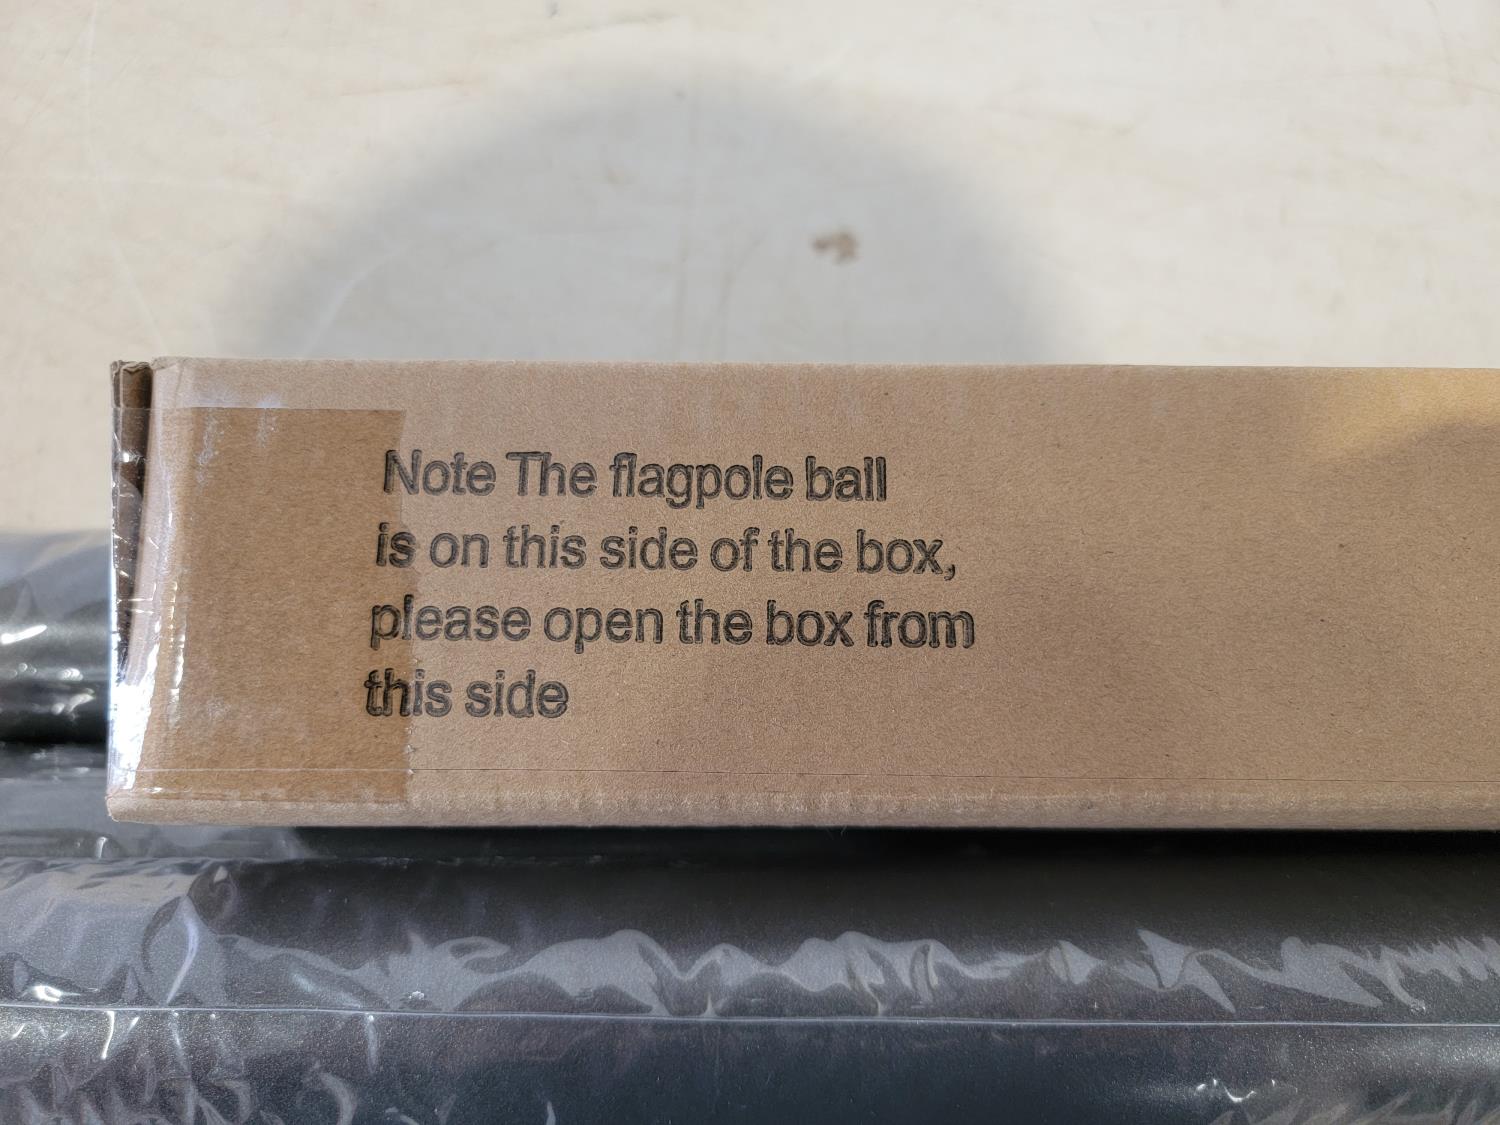 Note The flagpole ball
is on this side of the box,
please open the box from
this side